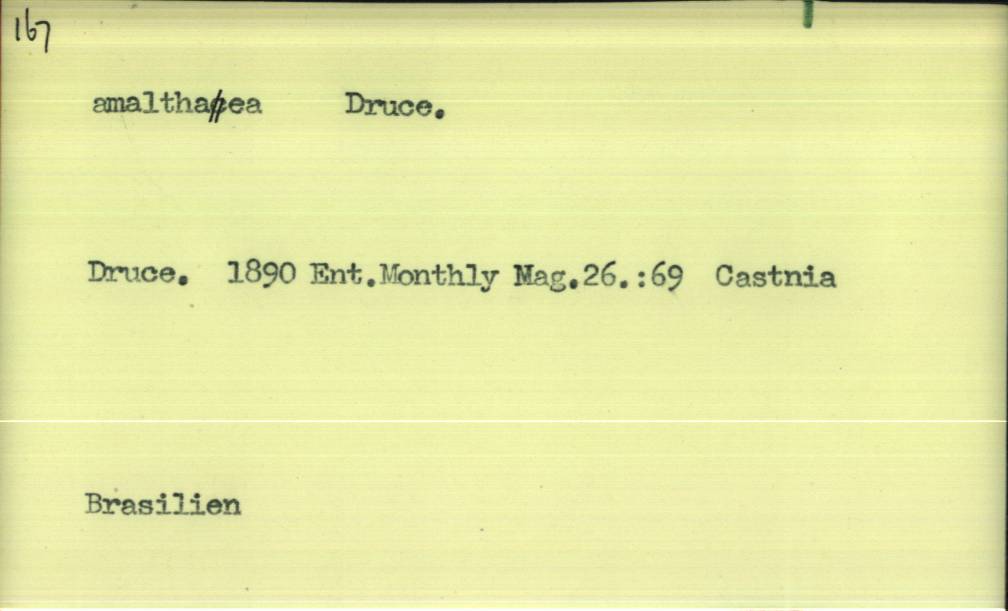 167
amalthaea Druce.
Druce. 1890 Ent.Monthly Mag.26.:69 Castnia
Brasilien